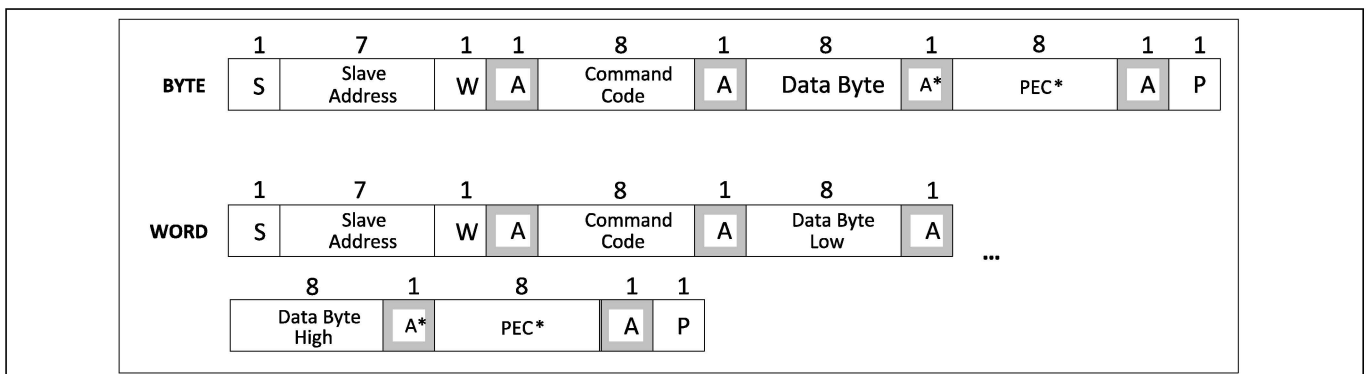 1 7 1 1 8 1 8 1 8 1 1
BYTE S Slave Address W A Command Code A Data Byte A* PEC* A P
1 7 1 8 1 8 1
WORD S Slave Address W A Command Code A Data Byte Low A ...
8 1 8 1 1
Data Byte High A* PEC* A P